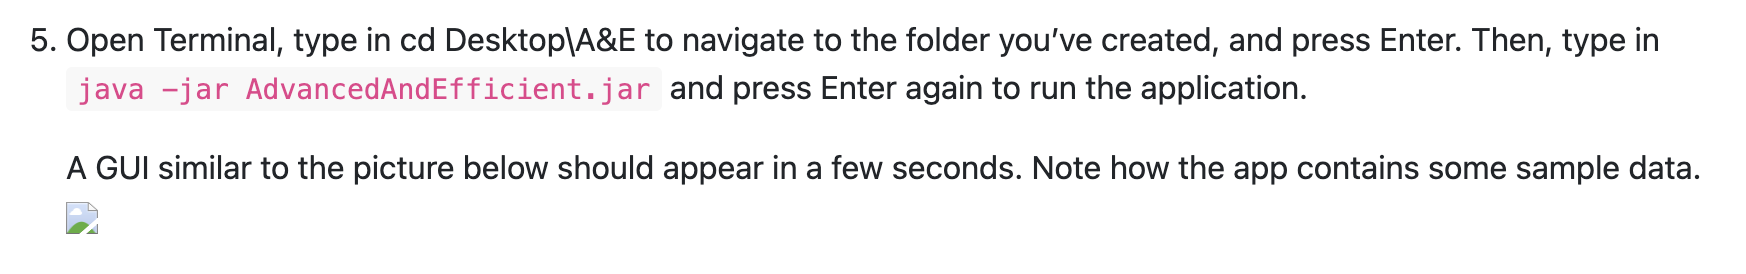 5. Open Terminal, type in cd Desktop\A&E to navigate to the folder you’ve created, and press Enter. Then, type in
java -jar AdvancedAndEfficient.jar and press Enter again to run the application.
A GUI similar to the picture below should appear in a few seconds. Note how the app contains some sample data.